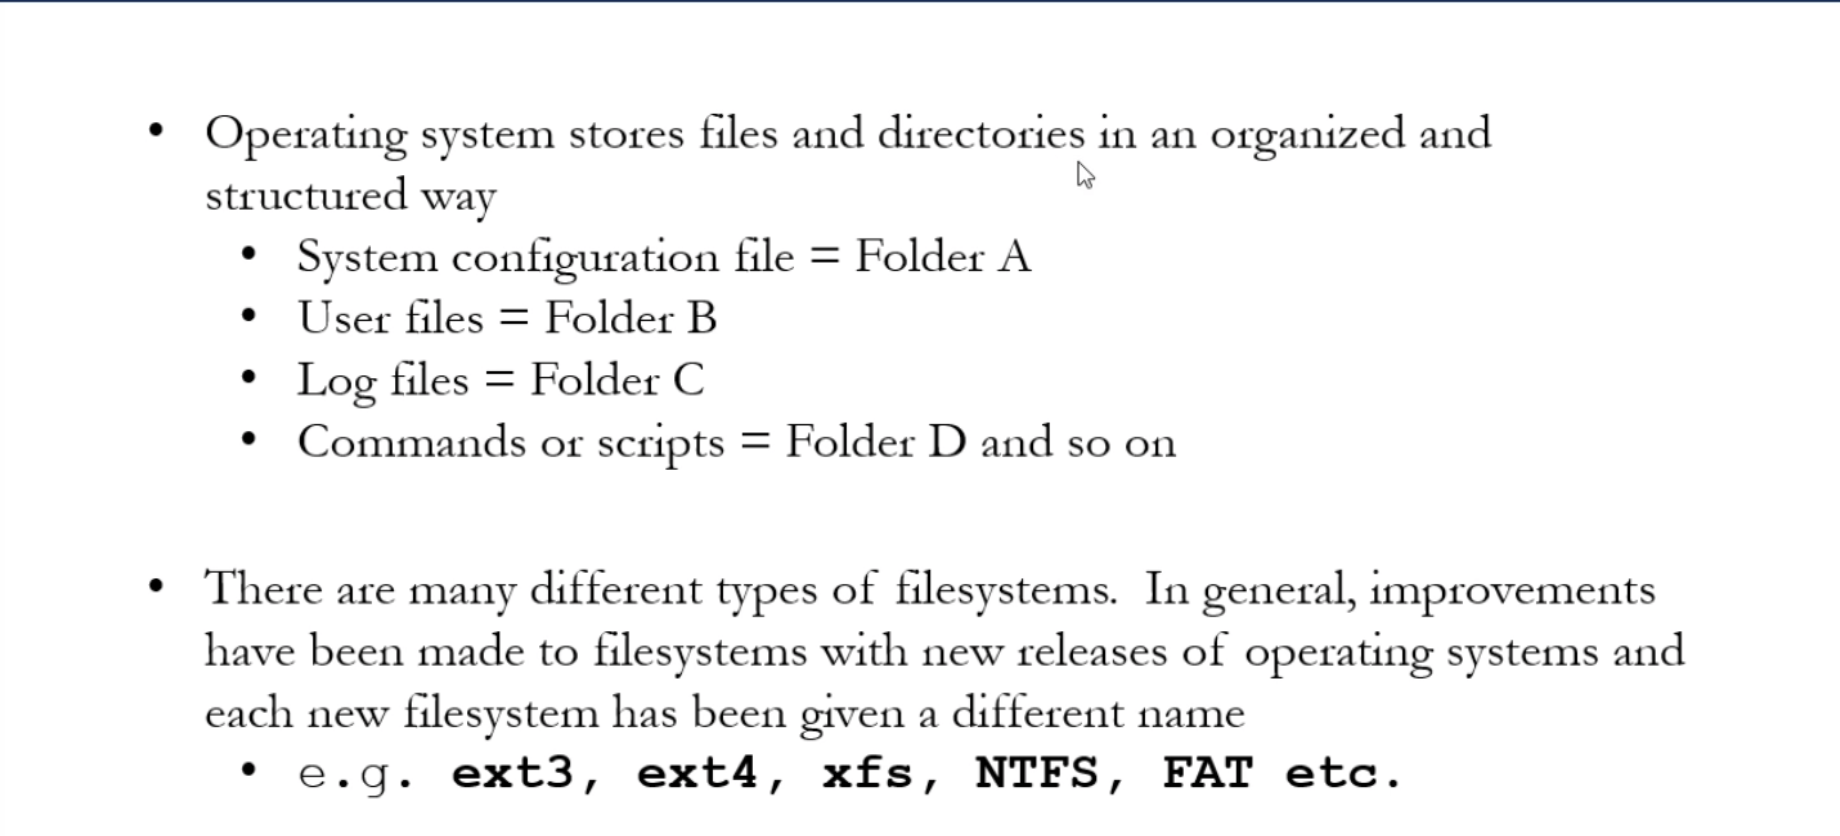 • Operating system stores files and directories in an organized and
structured way
• System configuration file = Folder A
• User files = Folder B
• Log files = Folder C
• Commands or scripts = Folder D and so on
• There are many different types of filesystems.  In general, improvements
have been made to filesystems with new releases of operating systems and
each new filesystem has been given a different name
• e.g. ext3, ext4, xfs, NTFS, FAT etc.